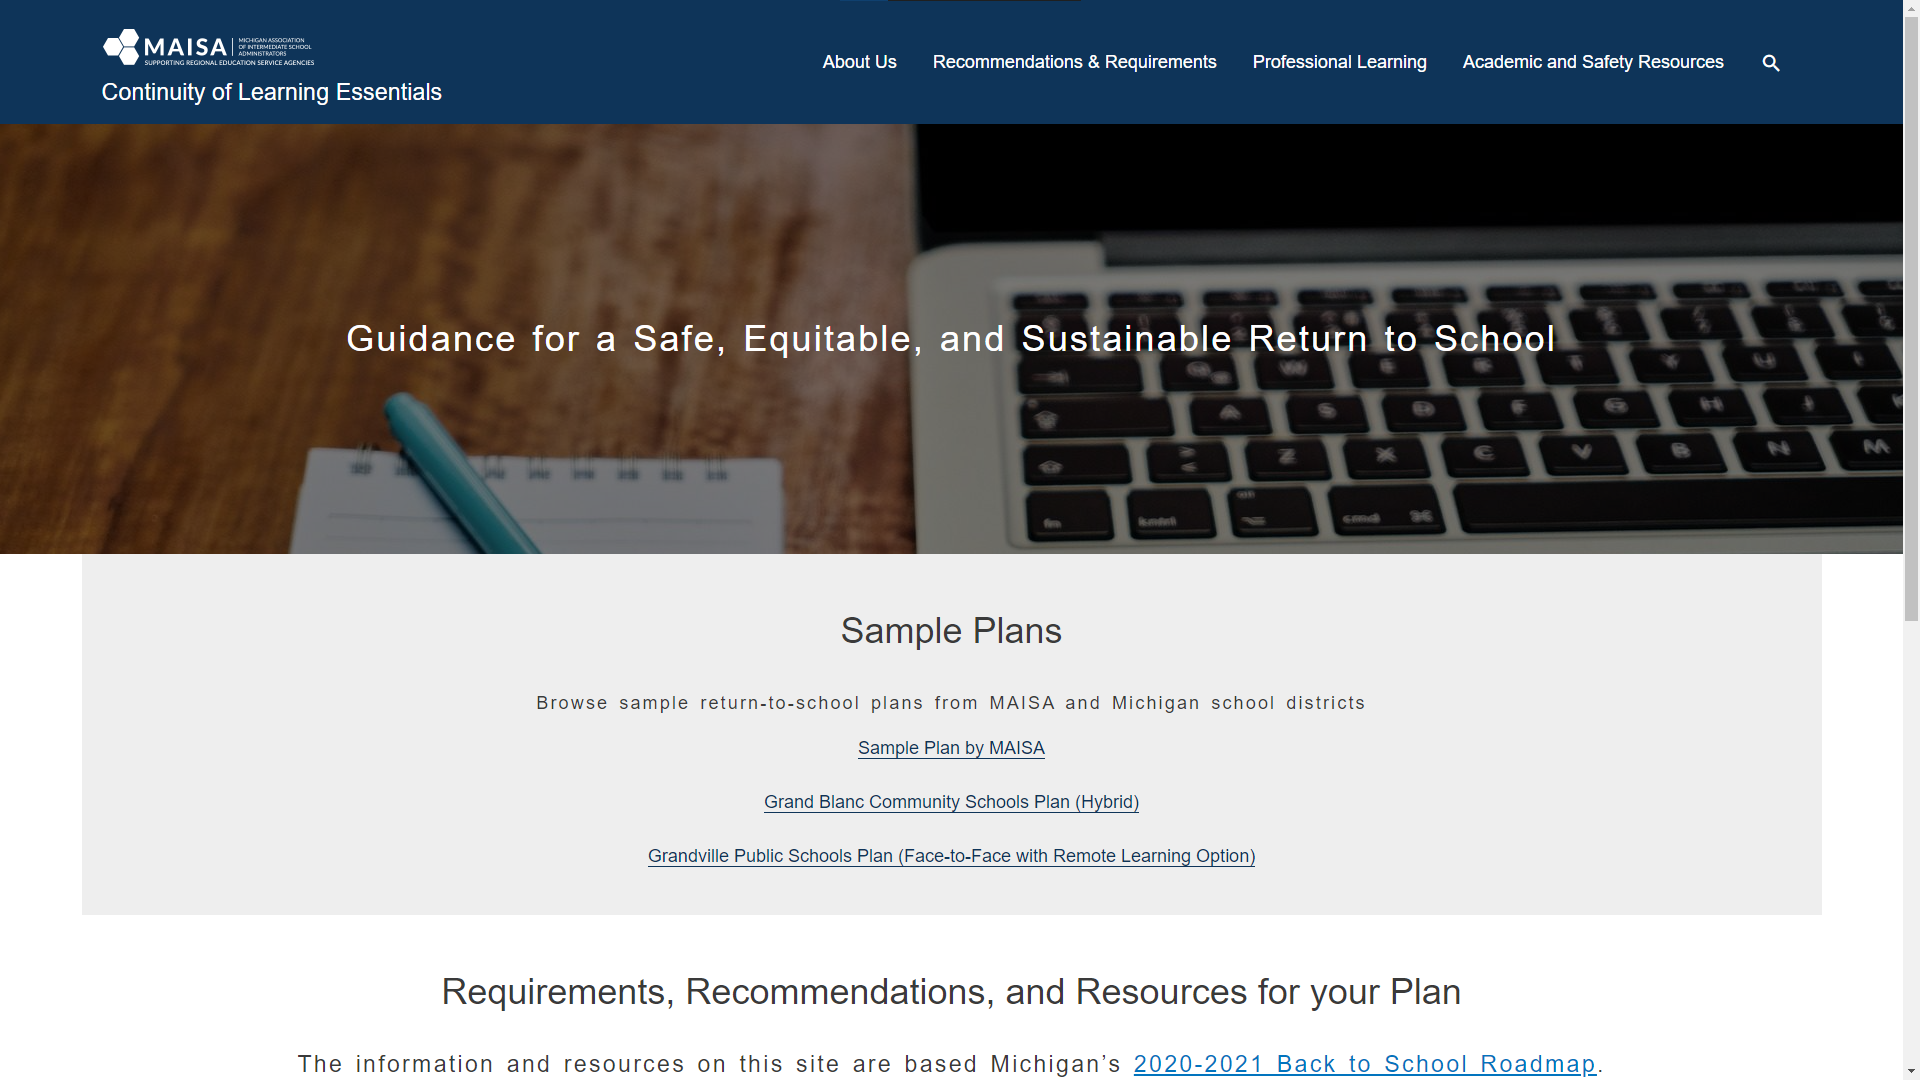 MAISA
MICHIGAN ASSOCIATION
OF INTERMEDIATE SCHOOL
ADMINISTRATORS
SUPPORTING REGIONAL EDUCATION SERVICE AGENCIES
Continuity of Learning Essentials
About Us Recommendations & Requirements Professional Learning Academic and Safety Resources
Guidance for a Safe, Equitable, and Sustainable Return to School
Sample Plans
Browse sample return-to-school plans from MAISA and Michigan school districts
Sample Plan by MAISA
Grand Blanc Community Schools Plan (Hybrid)
Grandville Public Schools Plan (Face-to-Face with Remote Learning Option)
Requirements, Recommendations, and Resources for your Plan
The information and resources on this site are based Michigan’s 2020-2021 Back to School Roadmap.